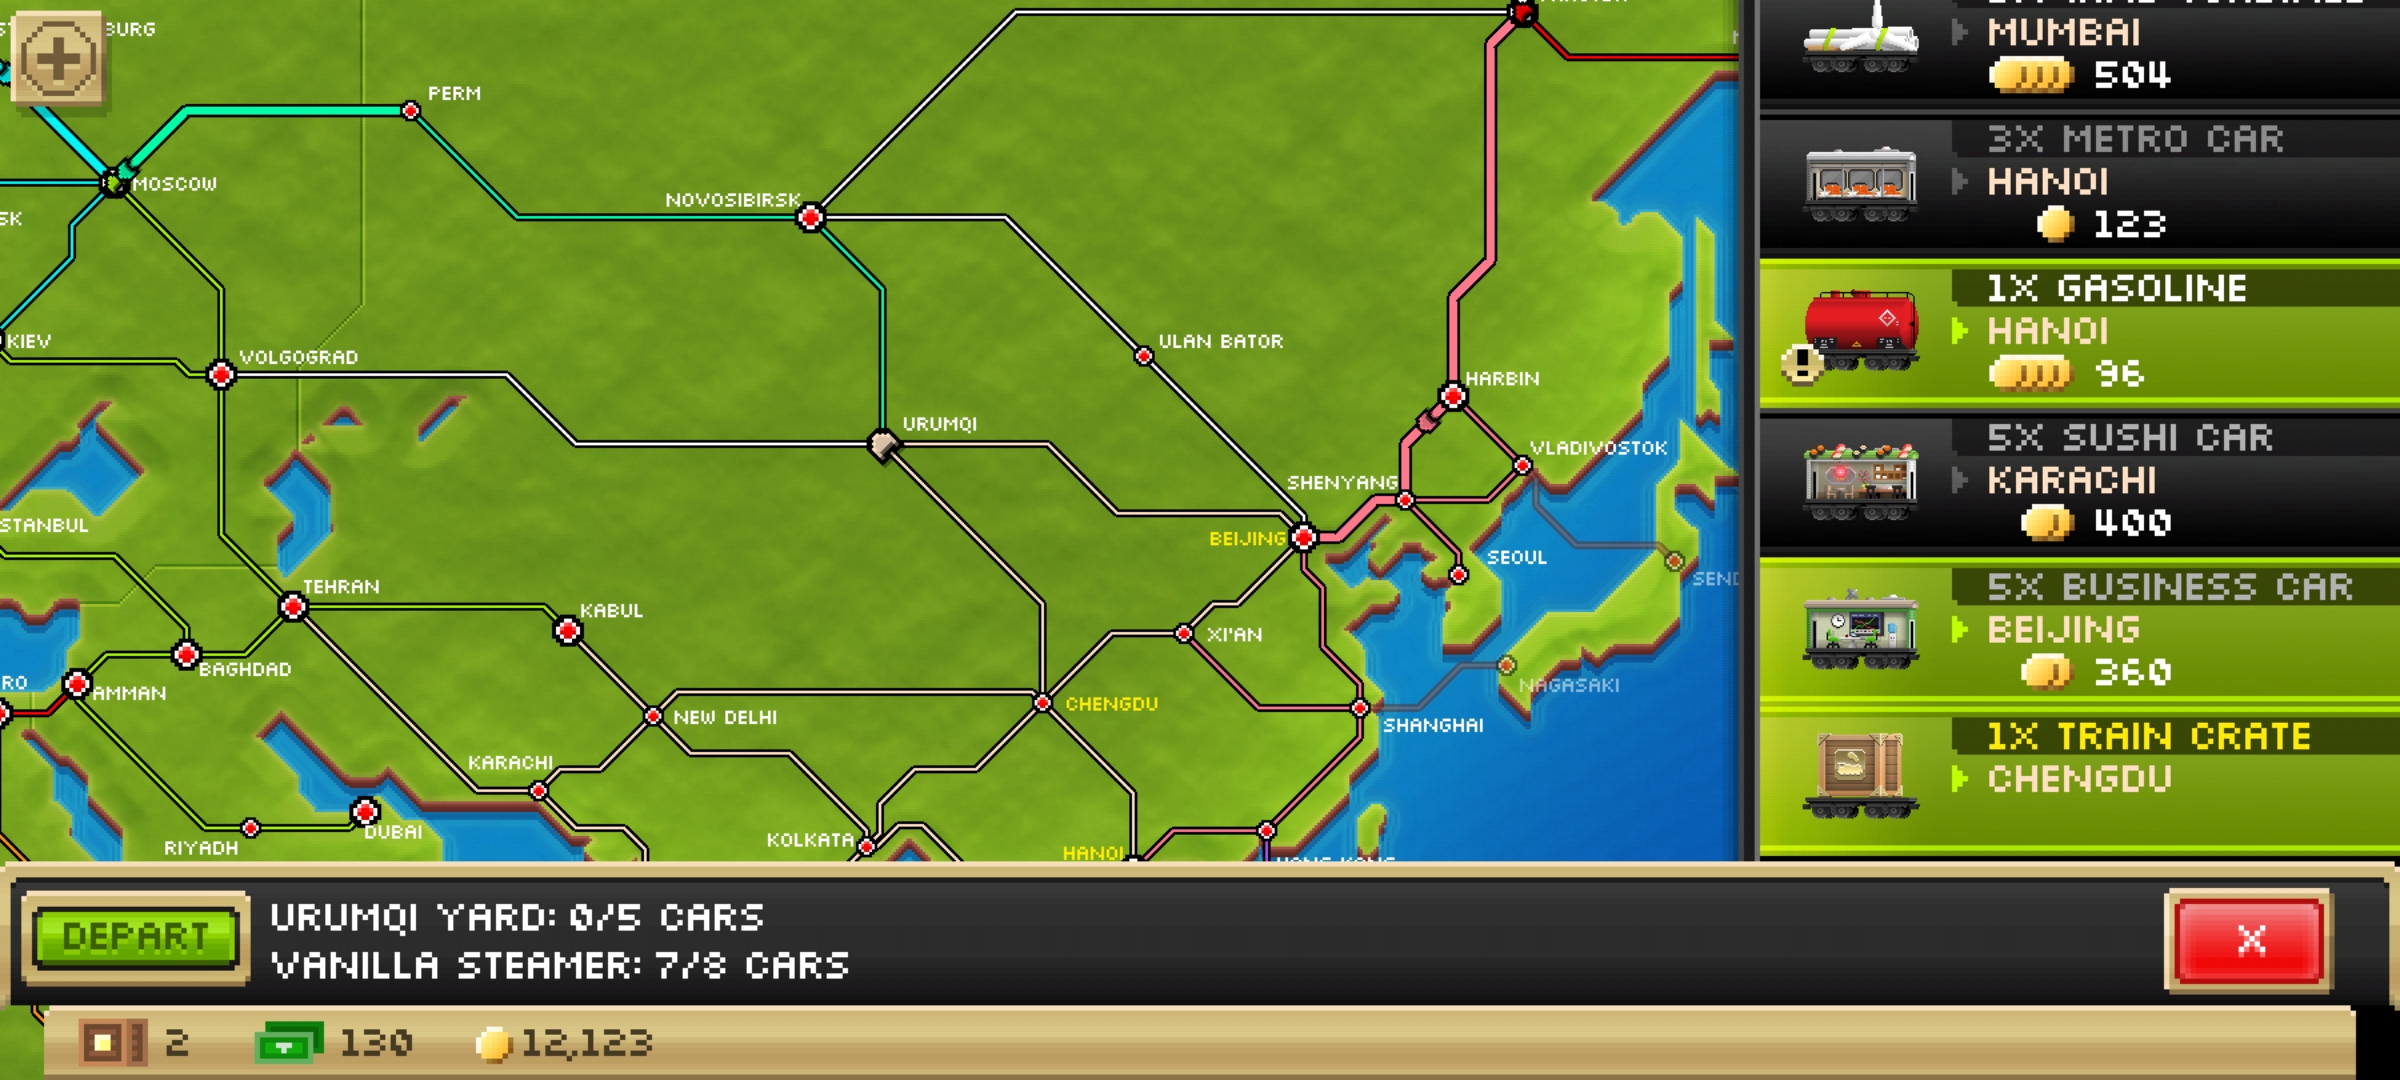 BURG
PERM
MOSCOW
NOVOSIBIRSK
SK
KIEV
VOLGOGRAD
ULAN BATOR
HARBIN
URUMQI
VLADIVOSTOK
SHENYANG
STANBUL
BEIJING
SEOUL
SEND
TEHRAN
KABUL
XI'AN
BAGHDAD
RO
AMMAN
NAGASAKI
CHENGDU
NEW DELHI
SHANGHAI
KARACHI
DUBAI
KOLKATA
RIYADH
HANOI
MUMBAI
504
3X METRO CAR
HANOI
123
1X GASOLINE
HANOI
96
5X SUSHI CAR
KARACHI
400
5X BUSINESS CAR
BEIJING
360
1X TRAIN CRATE
CHENGDU
DEPART
URUMQI YARD: 0/5 CARS
VANILLA STEAMER: 7/8 CARS
X
2
130
12,123